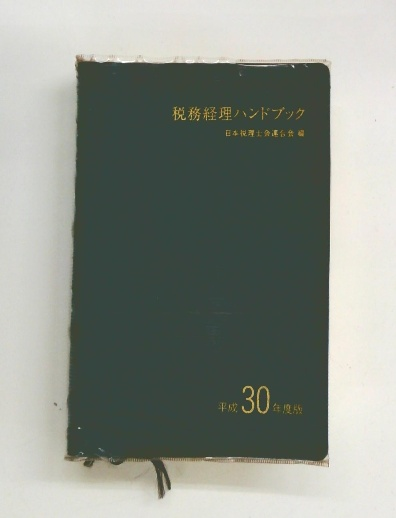 税務経理ハンドブック
日本税理士会連合会 編
平成30年度版